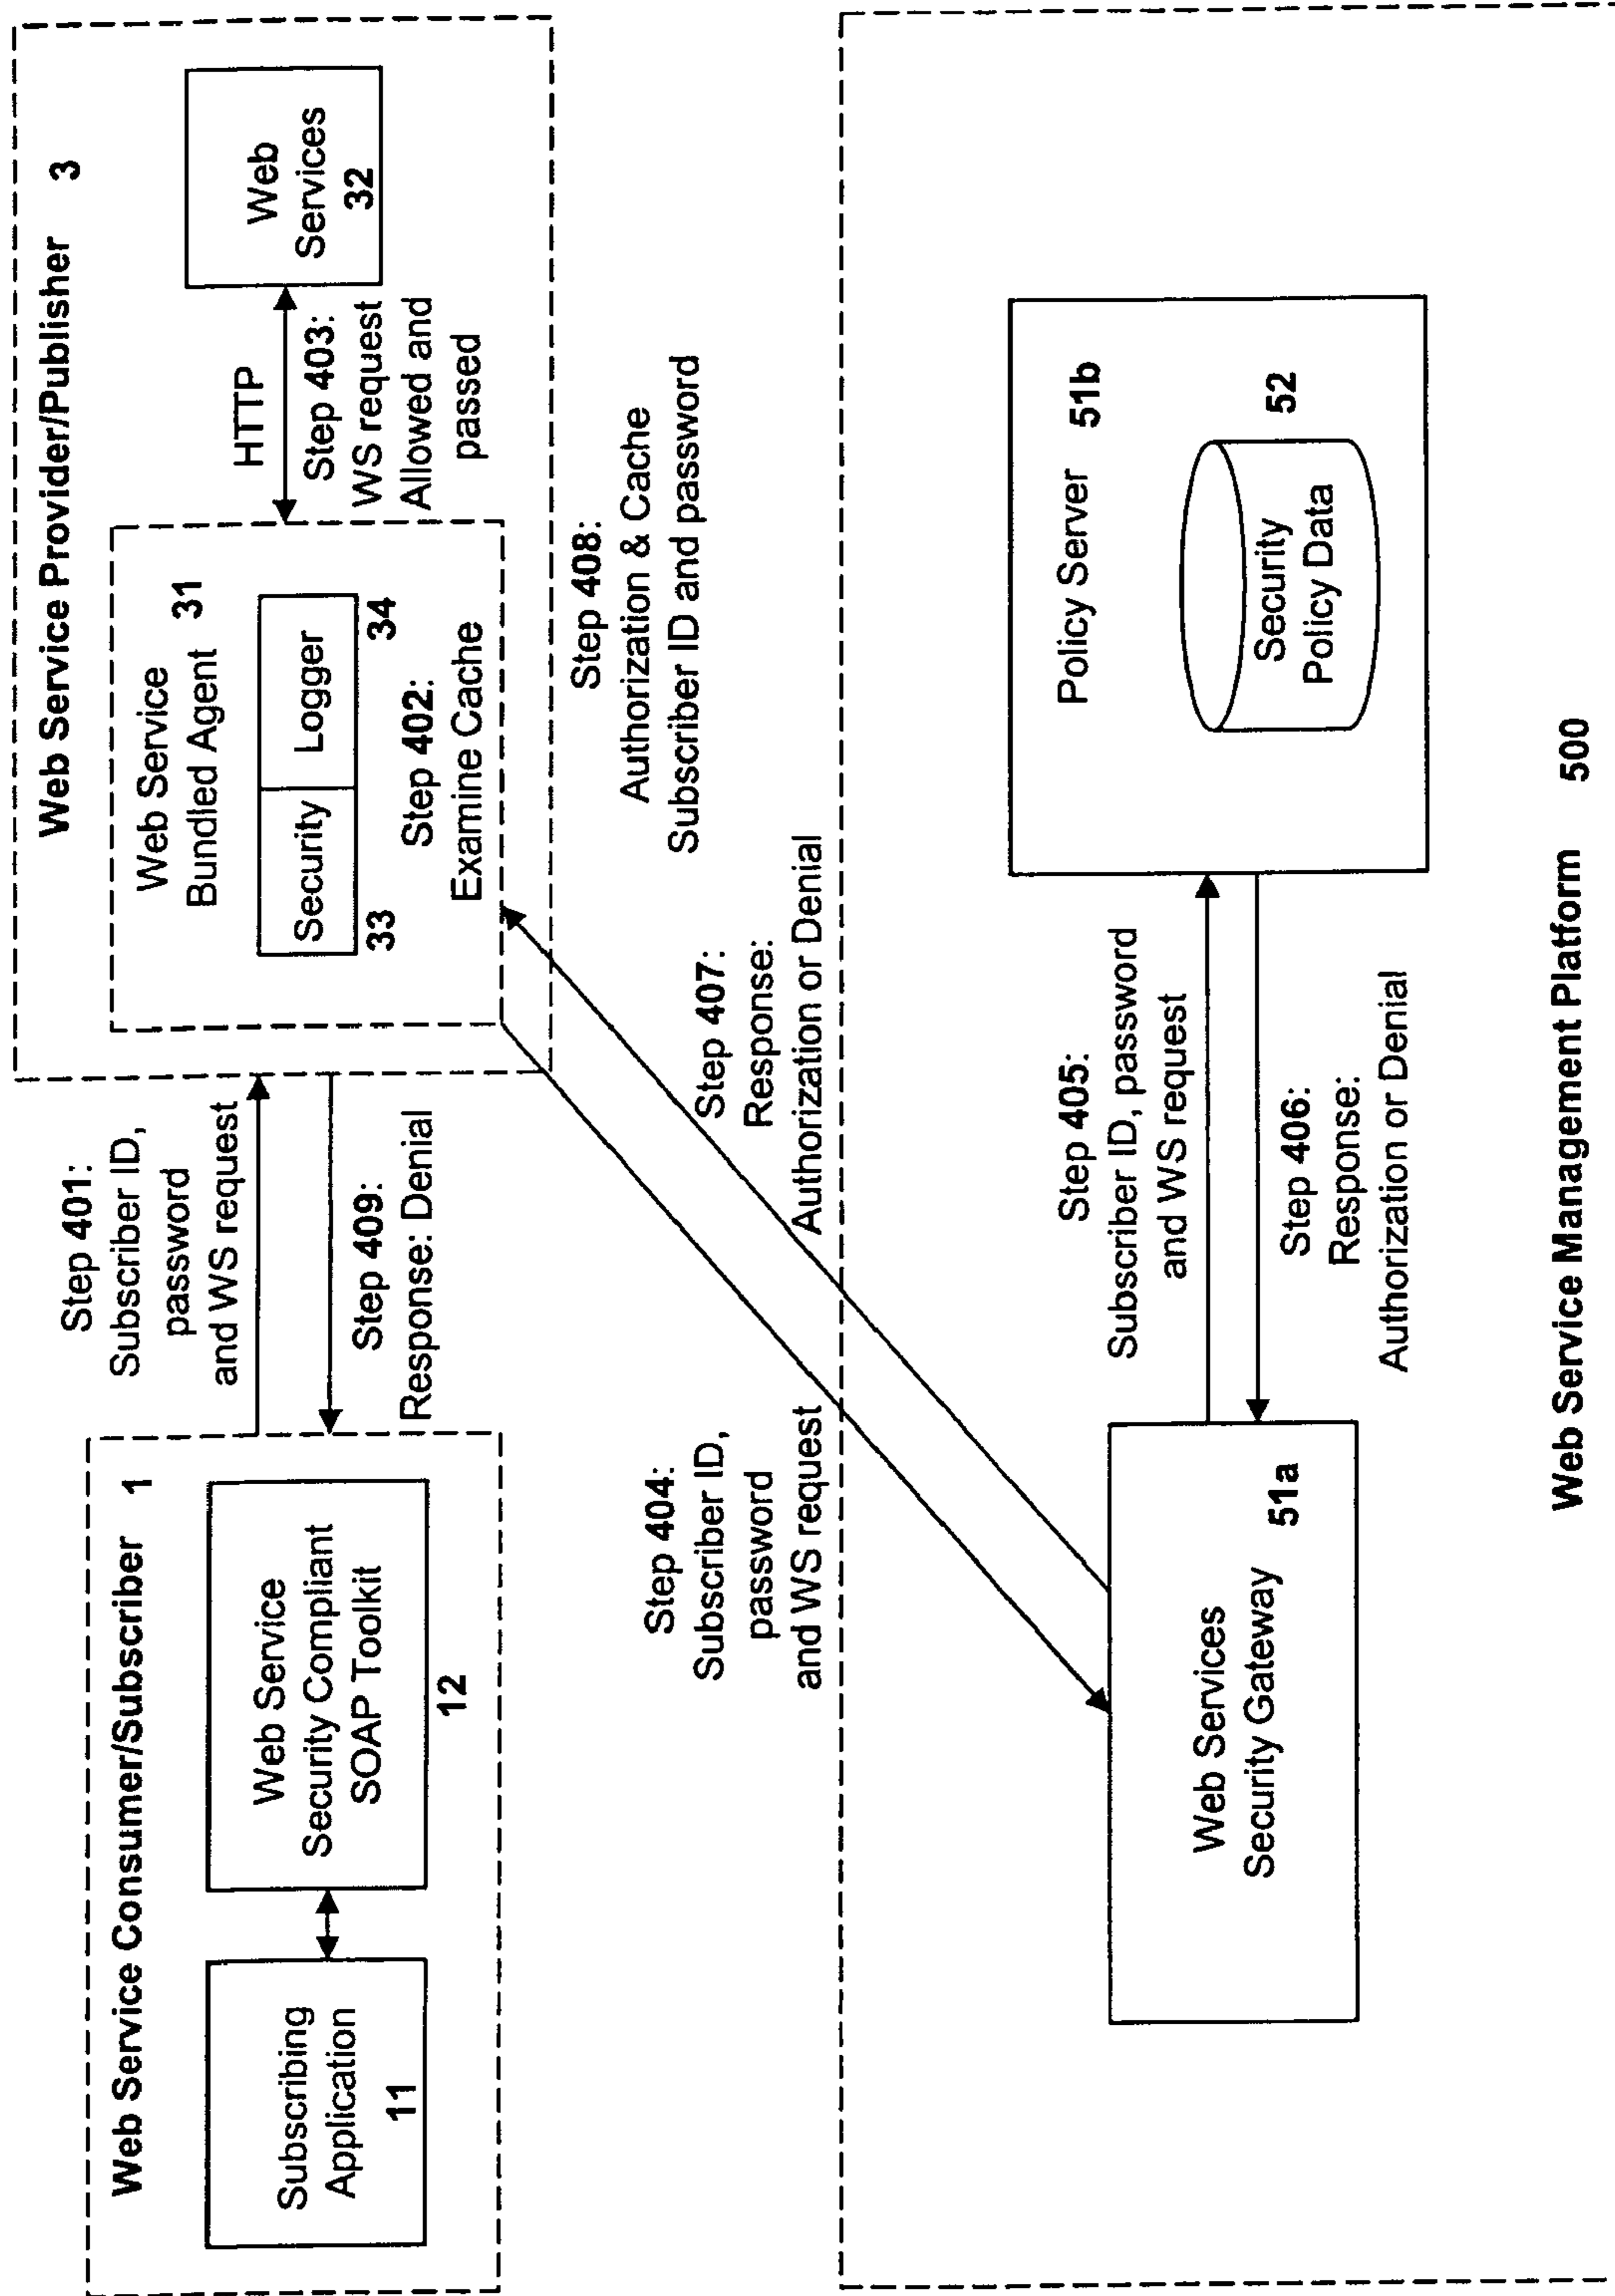 Web Service Consumer/Subscriber 1
Subscribing
Application
11
Web Service
Security Compliant
SOAP Toolkit
12
Step 401:
Subscriber ID,
password
and WS request
Step 409:
Response: Denial
Web Service Provider/Publisher 3
Web Service
Bundled Agent 31
Security
Logger
33
34
Step 402:
Examine Cache
HTTP
Step 403:
WS request
Allowed and
passed
Web
Services
32
Step 404:
Subscriber ID,
password
and WS request
Step 407:
Response:
Authorization or Denial
Step 408:
Authorization & Cache
Subscriber ID and password
Web Services
Security Gateway
51a
Step 405:
Subscriber ID, password
and WS request
Step 406:
Response:
Authorization or Denial
Policy Server 51b
Security
Policy Data
52
Web Service Management Platform 500